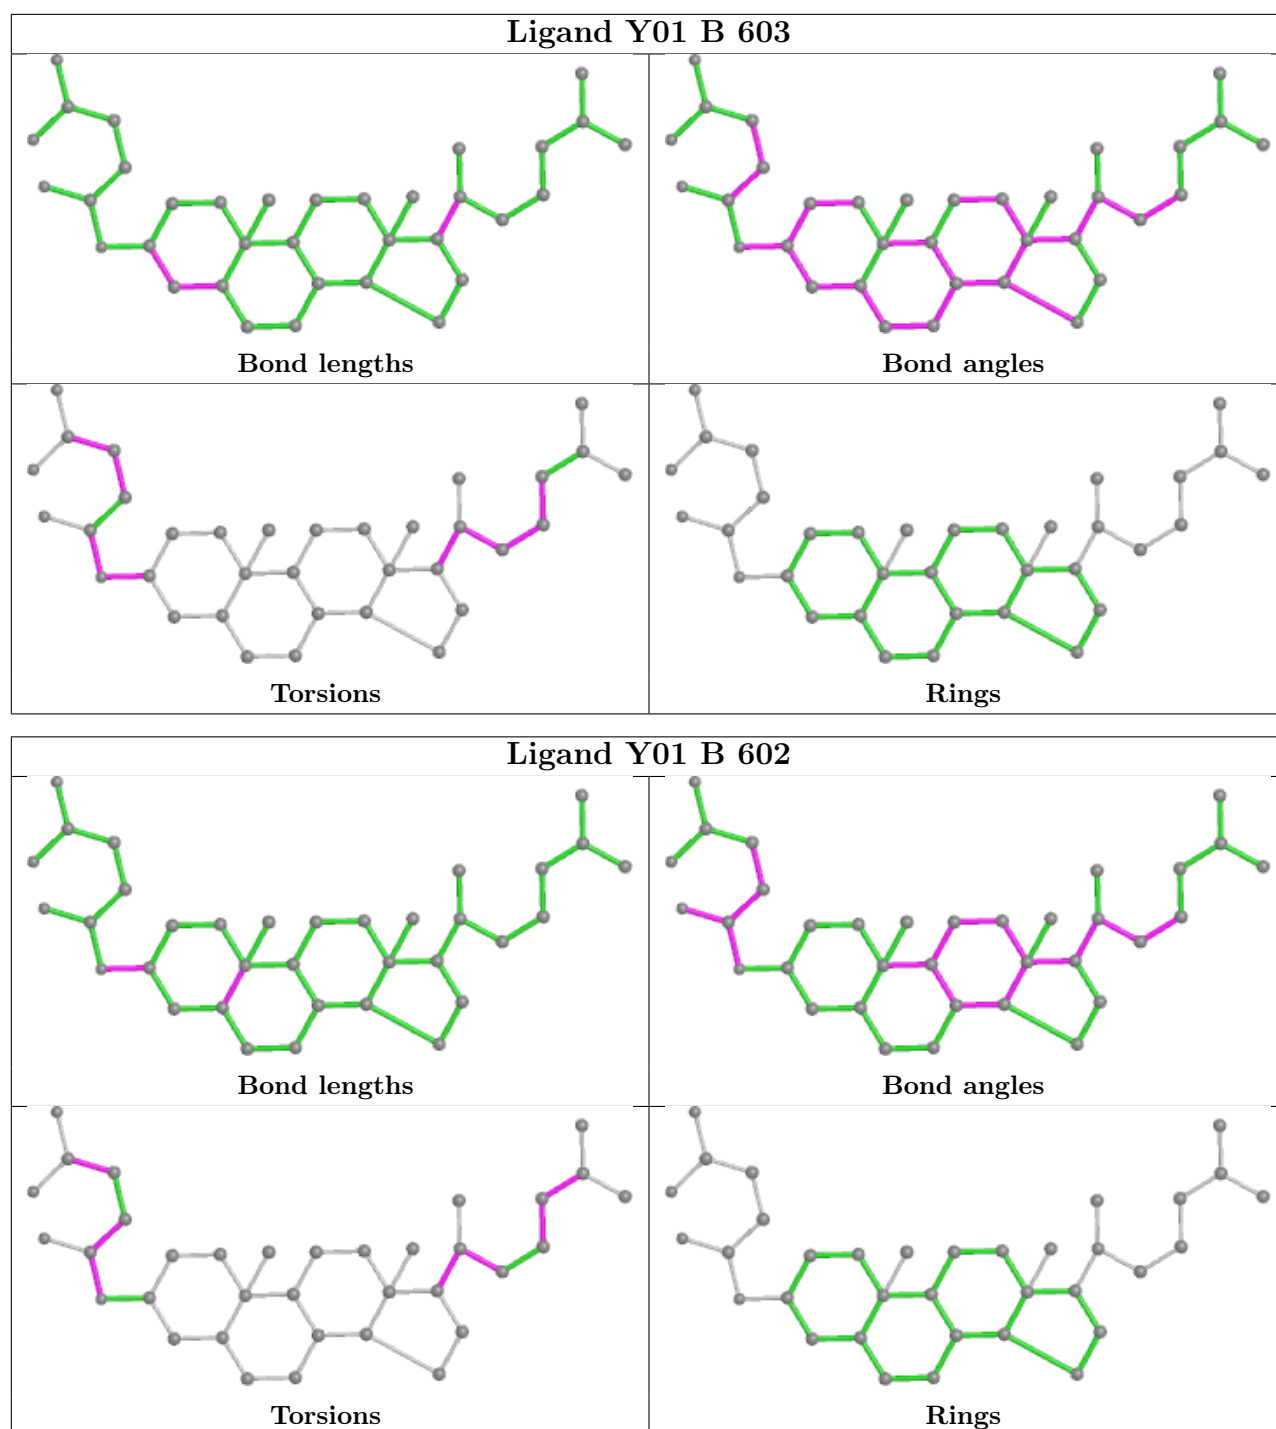 Ligand Y01 B 603
Bond lengths
Bond angles
Torsions
Rings
Ligand Y01 B 602
Bond lengths
Bond angles
Torsions
Rings